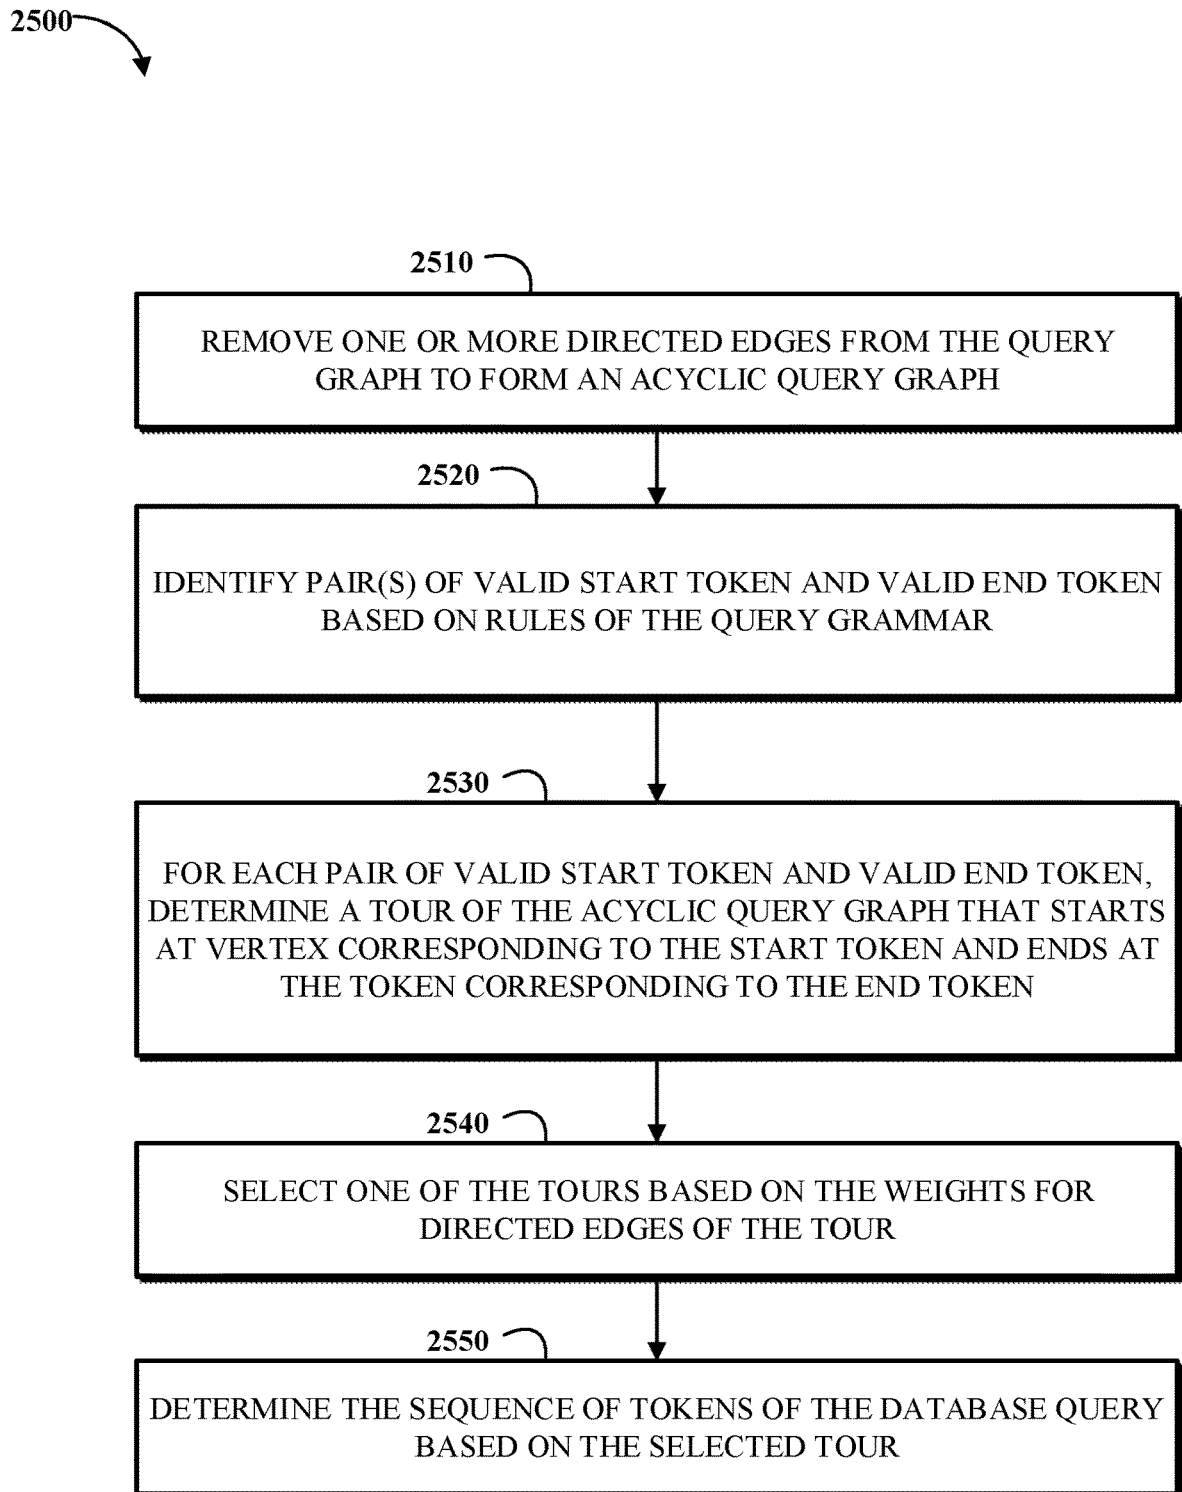 2500
2510
REMOVE ONE OR MORE DIRECTED EDGES FROM THE QUERY
GRAPH TO FORM AN ACYCLIC QUERY GRAPH
2520
IDENTIFY PAIR(S) OF VALID START TOKEN AND VALID END TOKEN
BASED ON RULES OF THE QUERY GRAMMAR
2530
FOR EACH PAIR OF VALID START TOKEN AND VALID END TOKEN,
DETERMINE A TOUR OF THE ACYCLIC QUERY GRAPH THAT STARTS
AT VERTEX CORRESPONDING TO THE START TOKEN AND ENDS AT
THE TOKEN CORRESPONDING TO THE END TOKEN
2540
SELECT ONE OF THE TOURS BASED ON THE WEIGHTS FOR
DIRECTED EDGES OF THE TOUR
2550
DETERMINE THE SEQUENCE OF TOKENS OF THE DATABASE QUERY
BASED ON THE SELECTED TOUR